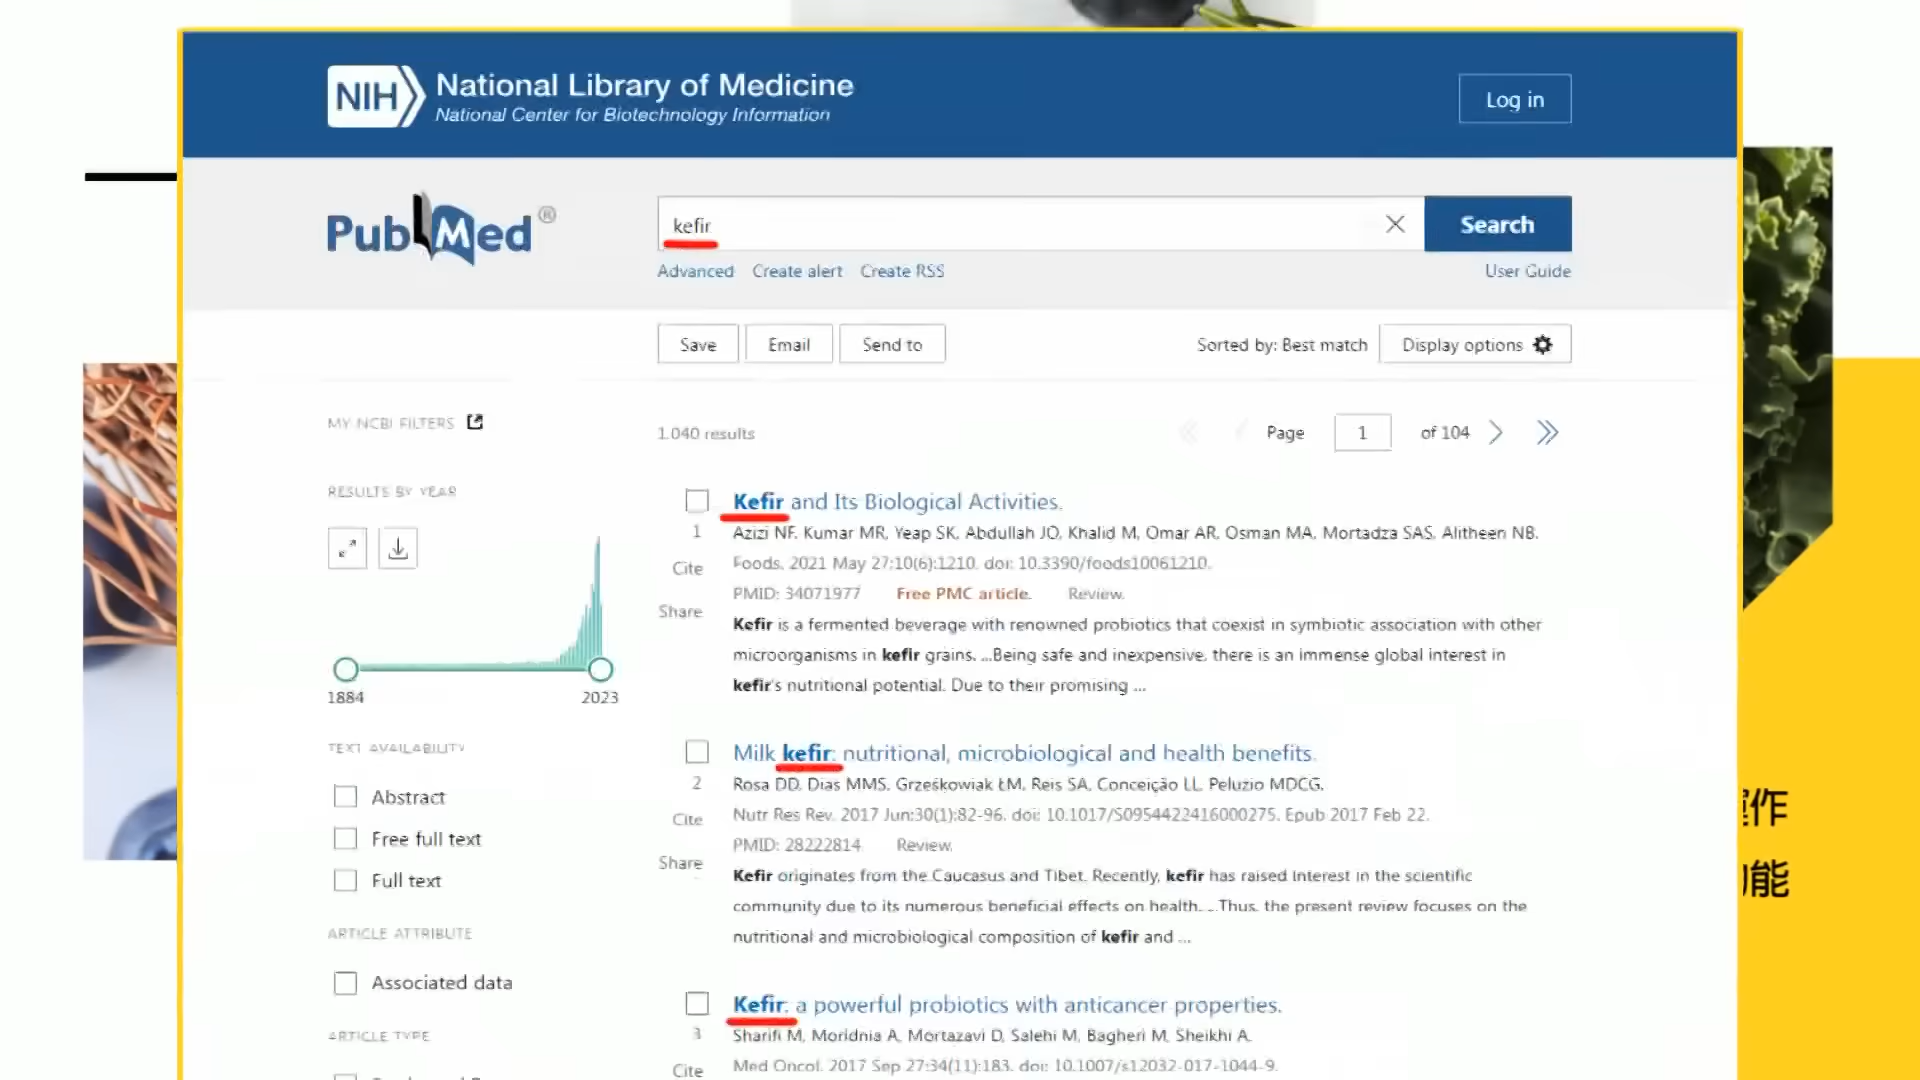 NIH National Library of Medicine
National Center for Biotechnology Information
Log in
PubMed®
kefir
Search
Advanced Create alert Create RSS
User Guide
Save Email Send to
Sorted by: Best match Display options
MY NCBI FILTERS
1,040 results
Page 1 of 104
RESULTS BY YEAR
1884 2023
TEXT AVAILABILITY
Abstract
Free full text
Full text
ARTICLE ATTRIBUTE
Associated data
ARTICLE TYPE
Kefir and Its Biological Activities.
1
Azizi NF, Kumar MR, Yeap SK, Abdullah JO, Khalid M, Omar AR, Osman MA, Mortadza SAS, Alitheen NB.
Cite
Foods. 2021 May 27;10(6):1210. doi: 10.3390/foods10061210.
PMID: 34071977 Free PMC article. Review.
Share
Kefir is a fermented beverage with renowned probiotics that coexist in symbiotic association with other
microorganisms in kefir grains. ...Being safe and inexpensive, there is an immense global interest in
kefir's nutritional potential. Due to their promising ...
Milk kefir: nutritional, microbiological and health benefits.
2
Rosa DD, Dias MMS, Grześkowiak ŁM, Reis SA, Conceição LL, Peluzio MDCG.
Cite
Nutr Res Rev. 2017 Jun;30(1):82-96. doi: 10.1017/S0954422416000275. Epub 2017 Feb 22.
PMID: 28222814 Review.
Share
Kefir originates from the Caucasus and Tibet. Recently, kefir has raised interest in the scientific
community due to its numerous beneficial effects on health. ...Thus, the present review focuses on the
nutritional and microbiological composition of kefir and ...
Kefir: a powerful probiotics with anticancer properties.
3
Sharifi M, Moridnia A, Mortazavi D, Salehi M, Bagheri M, Sheikhi A.
Cite
Med Oncol. 2017 Sep 27;34(11):183. doi: 10.1007/s12032-017-1044-9.
作
能